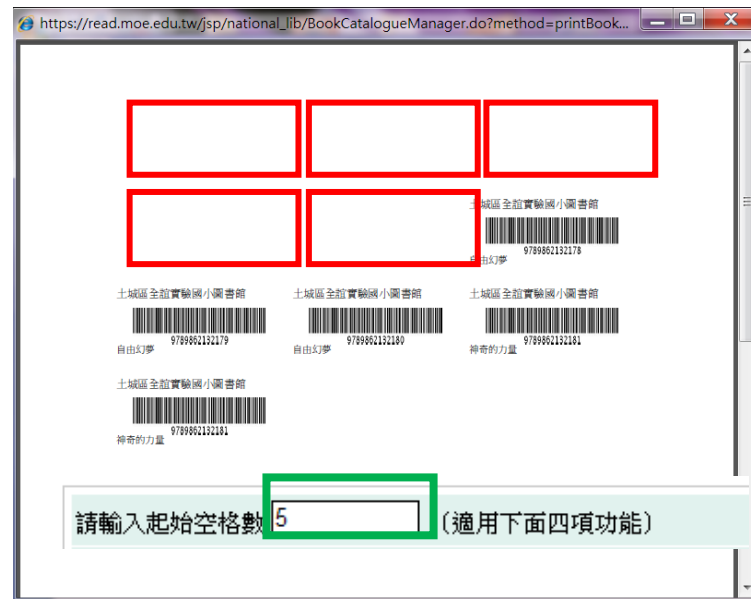 https://read.moe.edu.tw/jsp/national_lib/BookCatalogueManager.do?method=printBook...
土城區全誼實驗國小圖書館
9789862132178
自由幻夢
土城區全誼實驗國小圖書館 土城區全誼實驗國小圖書館 土城區全誼實驗國小圖書館
9789862132179 9789862132180 9789862132181
自由幻夢 自由幻夢 神奇的力量
土城區全誼實驗國小圖書館
9789862132181
神奇的力量
請輸入起始空格數 5 (適用下面四項功能)